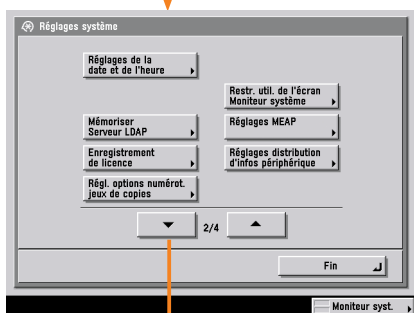 Réglages système
Réglages de la
date et de l'heure
Restr. util. de l'écran
Moniteur système
Mémoriser
Serveur LDAP
Réglages MEAP
Enregistrement
de licence
Réglages distribution
d'infos périphérique
Régl. options numérot.
jeux de copies
2/4
Fin
Moniteur syst.